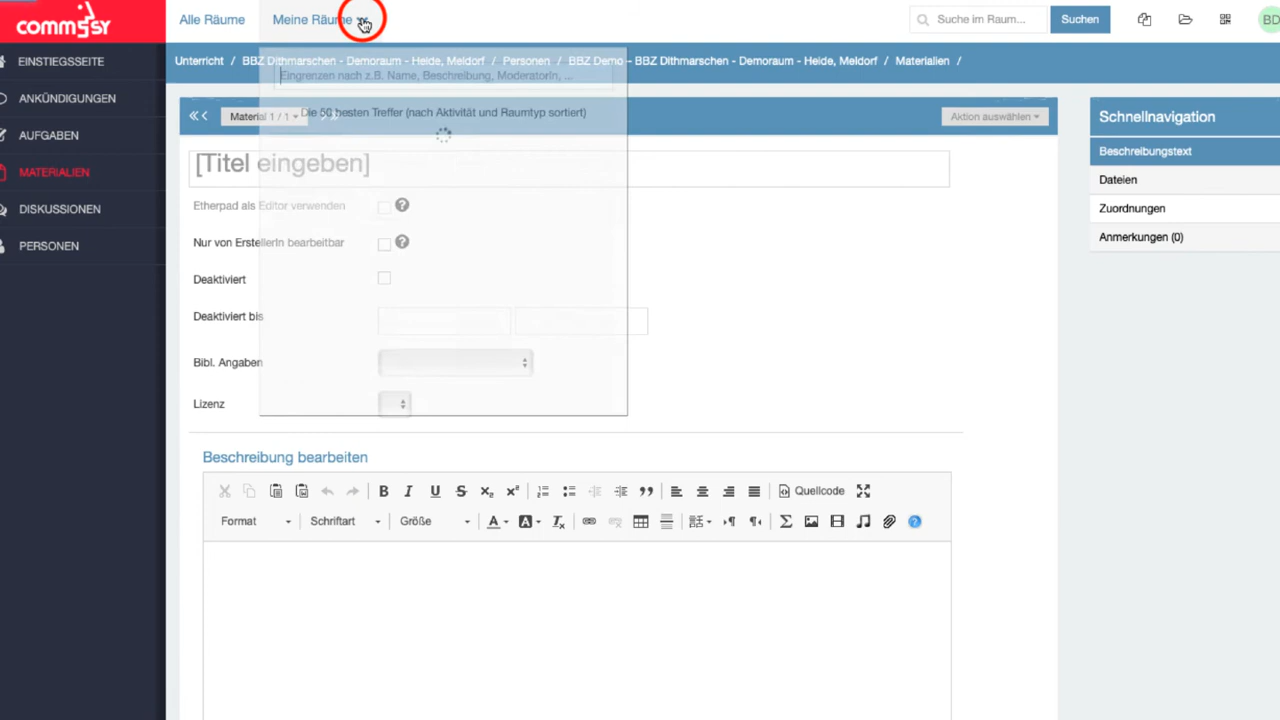 commsy
Alle Räume
Meine Räume
Suche im Raum...
Suchen
BD
EINSTIEGSSEITE
ANKÜNDIGUNGEN
AUFGABEN
MATERIALIEN
DISKUSSIONEN
PERSONEN
Unterricht / BBZ Dithmarschen - Demoraum - Heide, Meldorf / Personen / BBZ Demo – BBZ Dithmarschen - Demoraum - Heide, Meldorf / Materialien /
Eingrenzen nach z.B. Name, Beschreibung, ModeratorIn, ...
Die 50 besten Treffer (nach Aktivität und Raumtyp sortiert)
Material 1 / 1
Aktion auswählen
[Titel eingeben]
Etherpad als Editor verwenden
Nur von ErstellerIn bearbeitbar
Deaktiviert
Deaktiviert bis
Bibl. Angaben
Lizenz
Beschreibung bearbeiten
Quellcode
Format
Schriftart
Größe
Schnellnavigation
Beschreibungstext
Dateien
Zuordnungen
Anmerkungen (0)